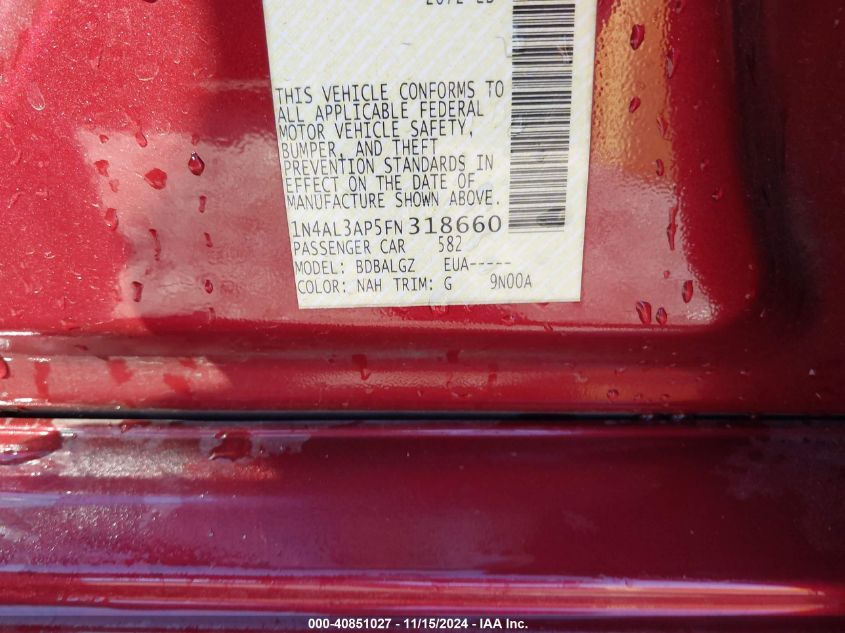 THIS VEHICLE CONFORMS TO
ALL APPLICABLE FEDERAL
MOTOR VEHICLE SAFETY,
BUMPER, AND THEFT
PREVENTION STANDARDS IN
EFFECT ON THE DATE OF
MANUFACTURE SHOWN ABOVE.
1N4AL3AP5FN318660
PASSENGER CAR 582
MODEL: BDBALGZ EUA-----
COLOR: NAH TRIM: G 9N00A
000-40851027 - 11/15/2024 - IAA Inc.